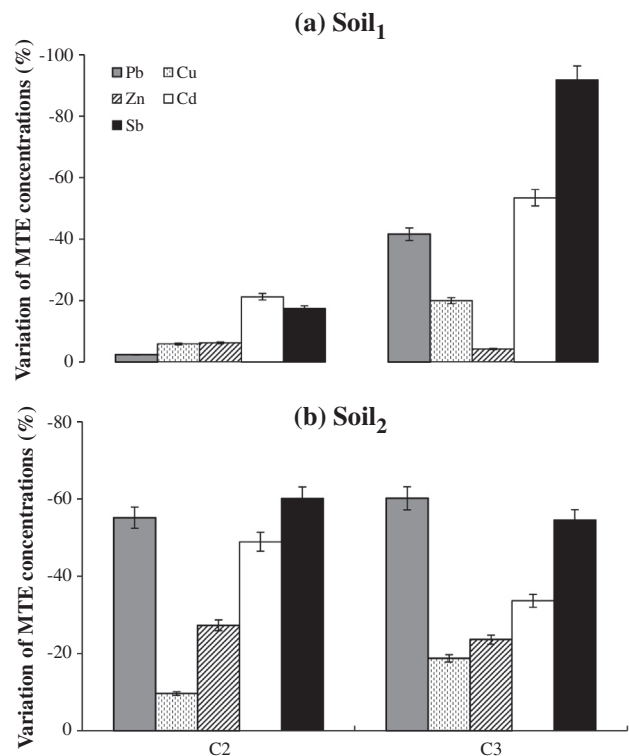 (a) Soil1
Variation of MTE concentrations (%)
-100
-80
-60
-40
-20
0
Pb Cu
Zn Cd
Sb
(b) Soil2
Variation of MTE concentrations (%)
-80
-60
-40
-20
0
C2 C3